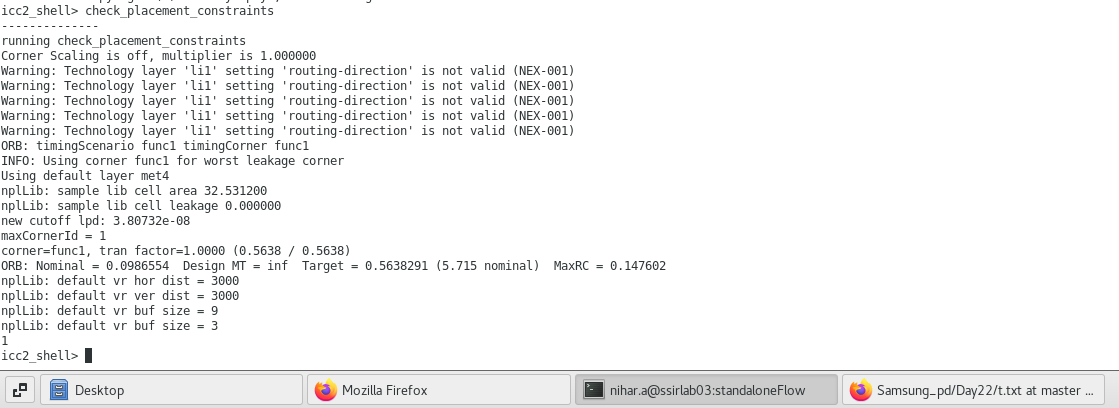 icc2_shell> check_placement_constraints
--------------
running check_placement_constraints
Corner Scaling is off, multiplier is 1.000000
Warning: Technology layer 'li1' setting 'routing-direction' is not valid (NEX-001)
Warning: Technology layer 'li1' setting 'routing-direction' is not valid (NEX-001)
Warning: Technology layer 'li1' setting 'routing-direction' is not valid (NEX-001)
Warning: Technology layer 'li1' setting 'routing-direction' is not valid (NEX-001)
Warning: Technology layer 'li1' setting 'routing-direction' is not valid (NEX-001)
ORB: timingScenario func1 timingCorner func1
INFO: Using corner func1 for worst leakage corner
Using default layer met4
nplLib: sample lib cell area 32.531200
nplLib: sample lib cell leakage 0.000000
new cutoff lpd: 3.80732e-08
maxCornerId = 1
corner=func1, tran factor=1.0000 (0.5638 / 0.5638)
ORB: Nominal = 0.0986554  Design MT = inf  Target = 0.5638291 (5.715 nominal)  MaxRC = 0.147602
nplLib: default vr hor dist = 3000
nplLib: default vr ver dist = 3000
nplLib: default vr buf size = 9
nplLib: default vr buf size = 3
1
icc2_shell>
Desktop
Mozilla Firefox
nihar.a@ssirlab03:standaloneFlow
Samsung_pd/Day22/t.txt at master ...